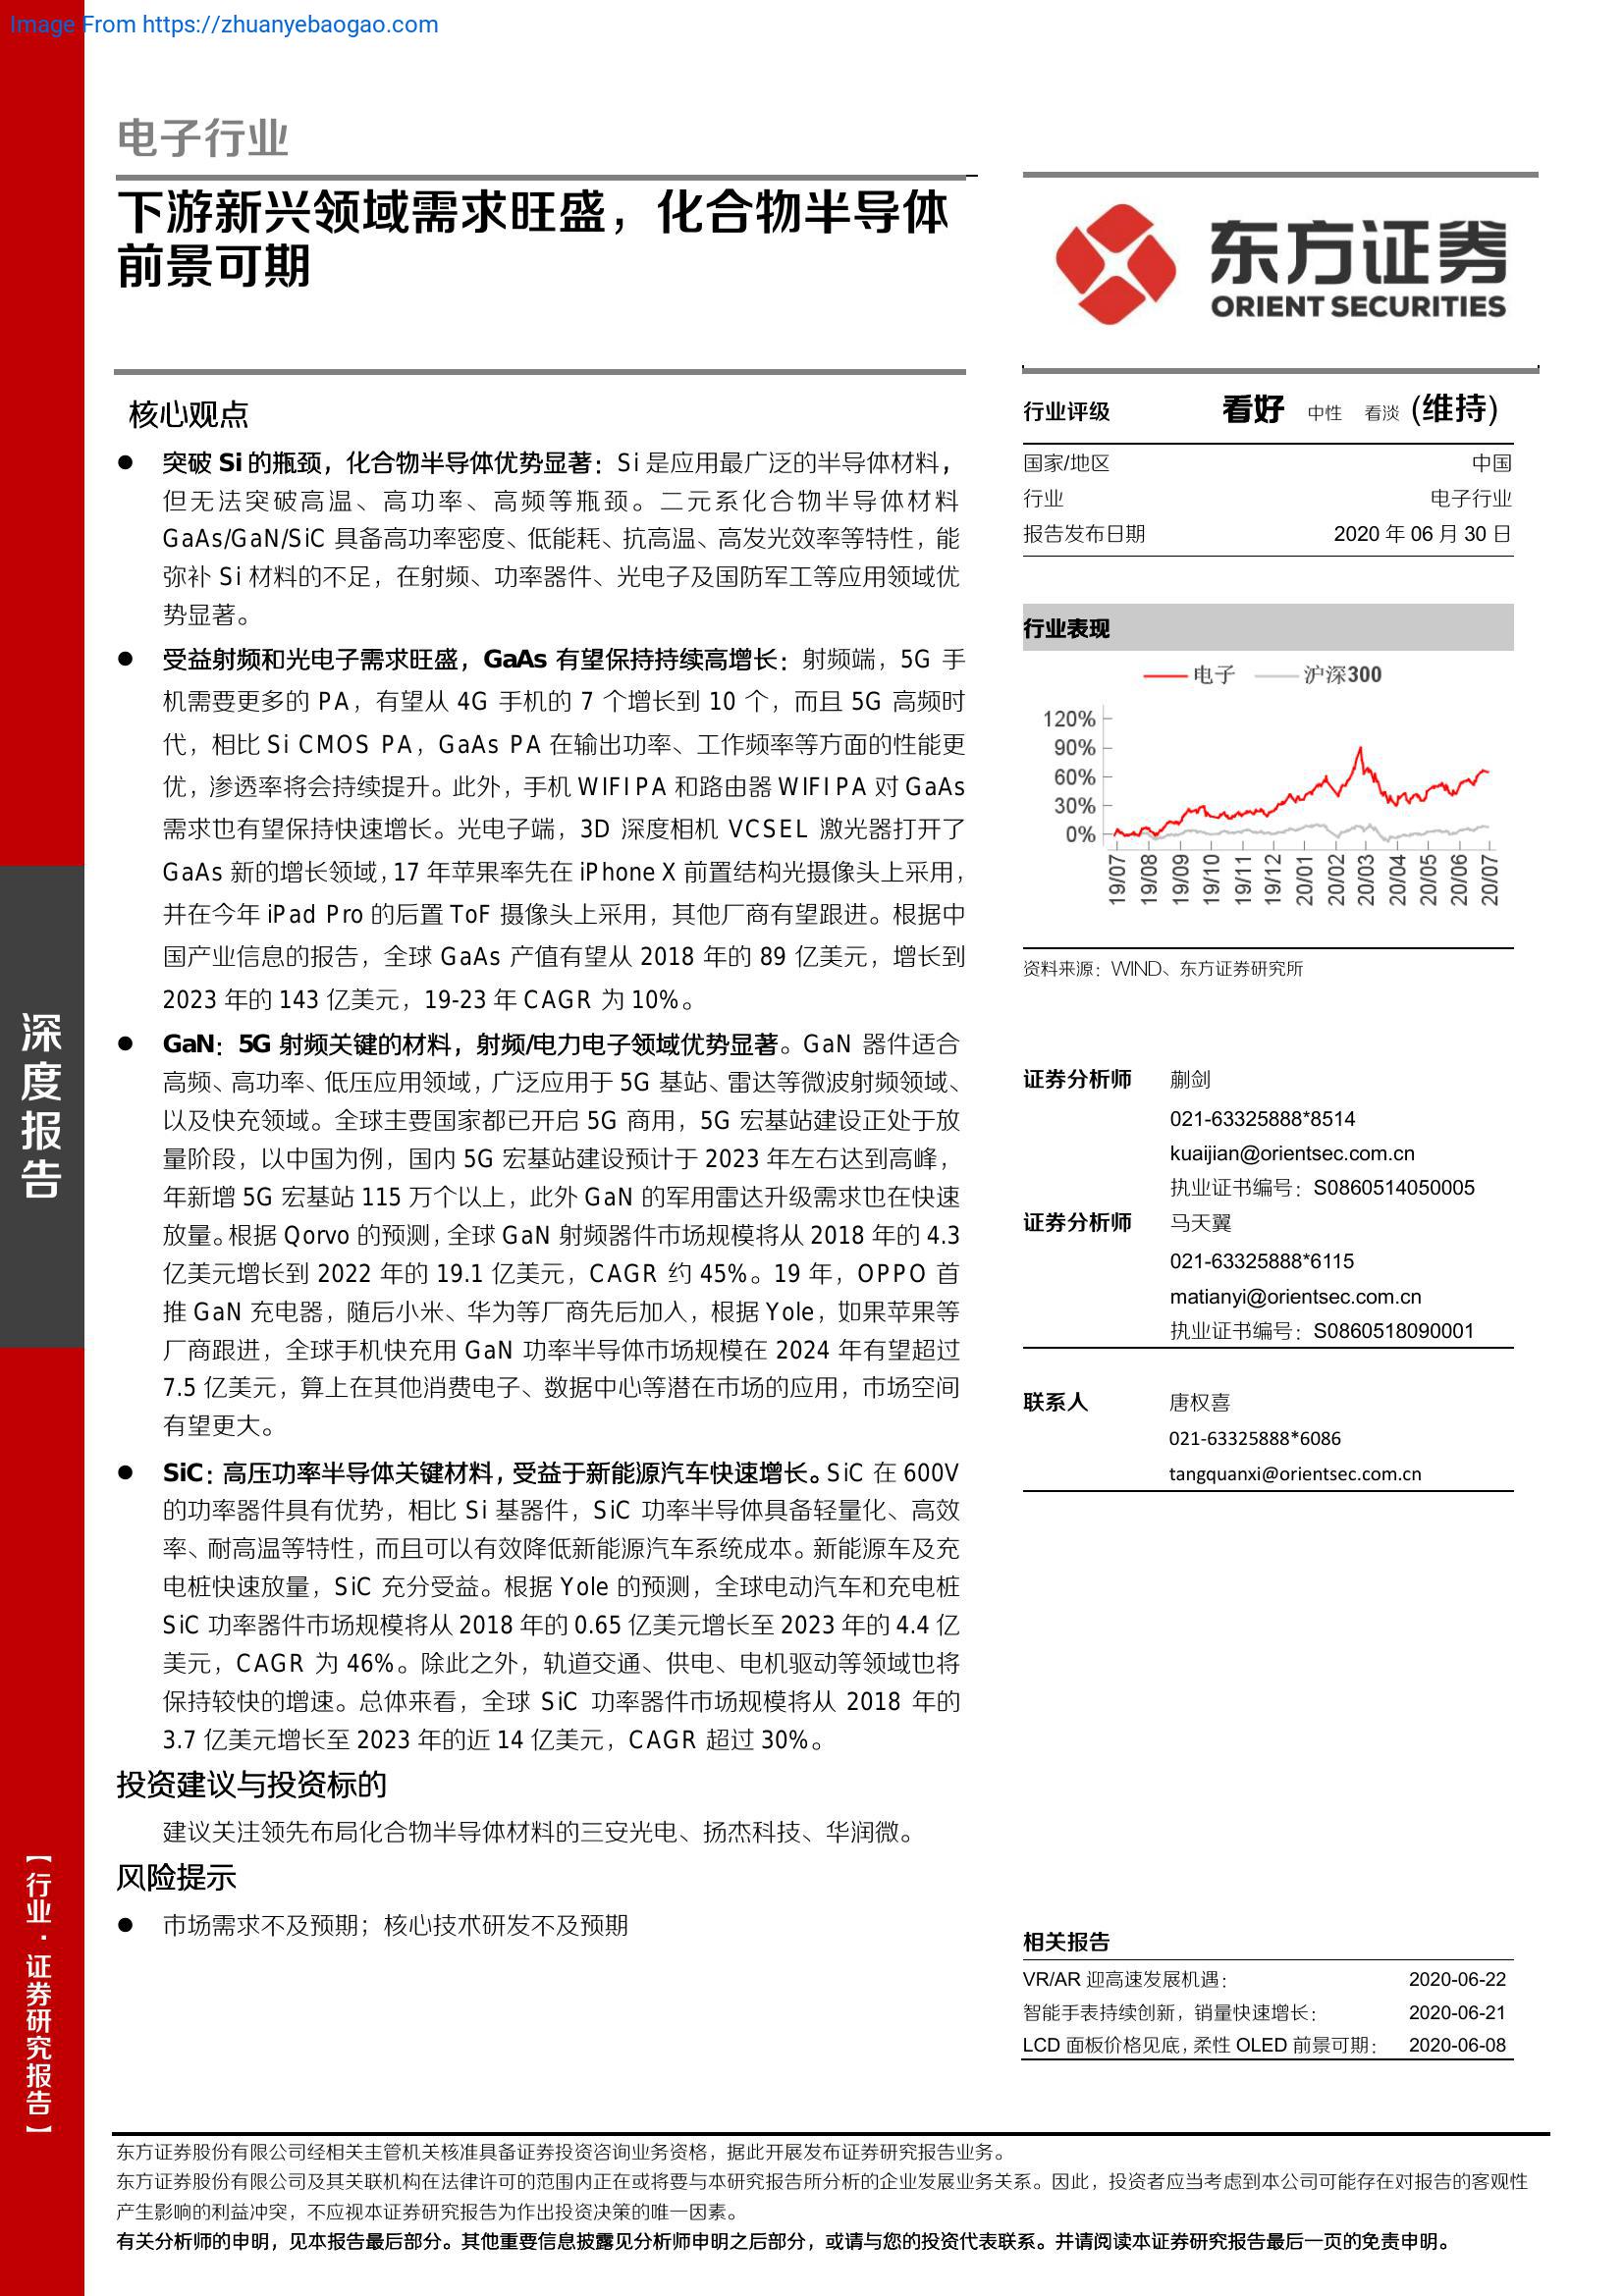 Image From https://zhuanyebaogao.com
电子行业
下游新兴领域需求旺盛，化合物半导体
前景可期
东方证券
ORIENT SECURITIES
核心观点
● 突破 Si 的瓶颈，化合物半导体优势显著：Si 是应用最广泛的半导体材料，
但无法突破高温、高功率、高频等瓶颈。二元系化合物半导体材料
GaAs/GaN/SiC 具备高功率密度、低能耗、抗高温、高发光效率等特性，能
弥补 Si 材料的不足，在射频、功率器件、光电子及国防军工等应用领域优
势显著。
● 受益射频和光电子需求旺盛，GaAs 有望保持持续高增长：射频端，5G 手
机需要更多的 PA，有望从 4G 手机的 7 个增长到 10 个，而且 5G 高频时
代，相比 Si CMOS PA，GaAs PA 在输出功率、工作频率等方面的性能更
优，渗透率将会持续提升。此外，手机 WIFI PA 和路由器 WIFI PA 对 GaAs
需求也有望保持快速增长。光电子端，3D 深度相机 VCSEL 激光器打开了
GaAs 新的增长领域，17 年苹果率先在 iPhone X 前置结构光摄像头上采用，
并在今年 iPad Pro 的后置 ToF 摄像头上采用，其他厂商有望跟进。根据中
国产业信息的报告，全球 GaAs 产值有望从 2018 年的 89 亿美元，增长到
2023 年的 143 亿美元，19-23 年 CAGR 为 10%。
● GaN：5G 射频关键的材料，射频/电力电子领域优势显著。GaN 器件适合
高频、高功率、低压应用领域，广泛应用于 5G 基站、雷达等微波射频领域、
以及快充领域。全球主要国家都已开启 5G 商用，5G 宏基站建设正处于放
量阶段，以中国为例，国内 5G 宏基站建设预计于 2023 年左右达到高峰，
年新增 5G 宏基站 115 万个以上，此外 GaN 的军用雷达升级需求也在快速
放量。根据 Qorvo 的预测，全球 GaN 射频器件市场规模将从 2018 年的 4.3
亿美元增长到 2022 年的 19.1 亿美元，CAGR 约 45%。19 年，OPPO 首
推 GaN 充电器，随后小米、华为等厂商先后加入，根据 Yole，如果苹果等
厂商跟进，全球手机快充用 GaN 功率半导体市场规模在 2024 年有望超过
7.5 亿美元，算上在其他消费电子、数据中心等潜在市场的应用，市场空间
有望更大。
● SiC：高压功率半导体关键材料，受益于新能源汽车快速增长。SiC 在 600V
的功率器件具有优势，相比 Si 基器件，SiC 功率半导体具备轻量化、高效
率、耐高温等特性，而且可以有效降低新能源汽车系统成本。新能源车及充
电桩快速放量，SiC 充分受益。根据 Yole 的预测，全球电动汽车和充电桩
SiC 功率器件市场规模将从 2018 年的 0.65 亿美元增长至 2023 年的 4.4 亿
美元，CAGR 为 46%。除此之外，轨道交通、供电、电机驱动等领域也将
保持较快的增速。总体来看，全球 SiC 功率器件市场规模将从 2018 年的
3.7 亿美元增长至 2023 年的近 14 亿美元，CAGR 超过 30%。
投资建议与投资标的
建议关注领先布局化合物半导体材料的三安光电、扬杰科技、华润微。
风险提示
● 市场需求不及预期；核心技术研发不及预期
行业评级 看好 中性 看淡 (维持)
国家/地区 中国
行业 电子行业
报告发布日期 2020 年 06 月 30 日
行业表现
电子 沪深300
120%
90%
60%
30%
0%
19/07 19/08 19/09 19/10 19/11 19/12 20/01 20/02 20/03 20/04 20/05 20/06 20/07
资料来源：WIND、东方证券研究所
证券分析师 蒯剑
021-63325888*8514
kuaijian@orientsec.com.cn
执业证书编号：S0860514050005
证券分析师 马天翼
021-63325888*6115
matianyi@orientsec.com.cn
执业证书编号：S0860518090001
联系人 唐权喜
021-63325888*6086
tangquanxi@orientsec.com.cn
相关报告
VR/AR 迎高速发展机遇： 2020-06-22
智能手表持续创新，销量快速增长： 2020-06-21
LCD 面板价格见底，柔性 OLED 前景可期： 2020-06-08
深度报告
【行业·证券研究报告】
东方证券股份有限公司经相关主管机关核准具备证券投资咨询业务资格，据此开展发布证券研究报告业务。
东方证券股份有限公司及其关联机构在法律许可的范围内正在或将要与本研究报告所分析的企业发展业务关系。因此，投资者应当考虑到本公司可能存在对报告的客观性
产生影响的利益冲突，不应视本证券研究报告为作出投资决策的唯一因素。
有关分析师的申明，见本报告最后部分。其他重要信息披露见分析师申明之后部分，或请与您的投资代表联系。并请阅读本证券研究报告最后一页的免责申明。